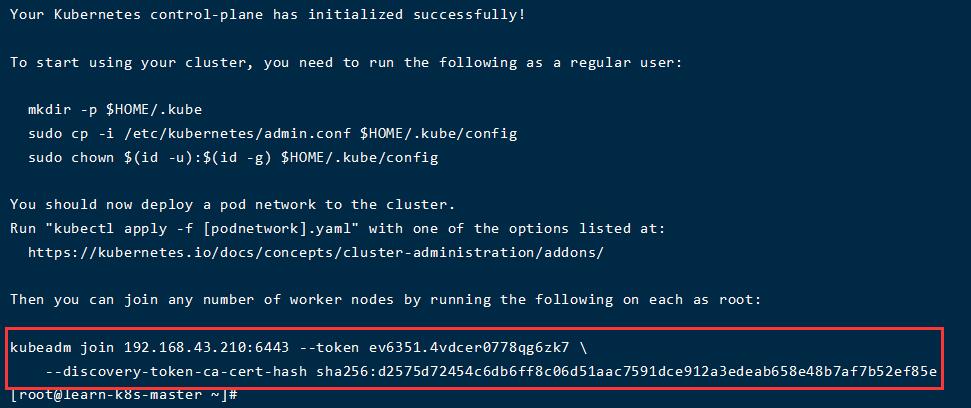 Your Kubernetes control-plane has initialized successfully!
To start using your cluster, you need to run the following as a regular user:
mkdir -p $HOME/.kube
sudo cp -i /etc/kubernetes/admin.conf $HOME/.kube/config
sudo chown $(id -u):$(id -g) $HOME/.kube/config
You should now deploy a pod network to the cluster.
Run "kubectl apply -f [podnetwork].yaml" with one of the options listed at:
https://kubernetes.io/docs/concepts/cluster-administration/addons/
Then you can join any number of worker nodes by running the following on each as root:
kubeadm join 192.168.43.210:6443 --token ev6351.4vdcer0778qg6zk7 \
--discovery-token-ca-cert-hash sha256:d2575d72454c6db6ff8c06d51aac7591dce912a3edeab658e48b7af7b52ef85e
[root@learn-k8s-master ~]#